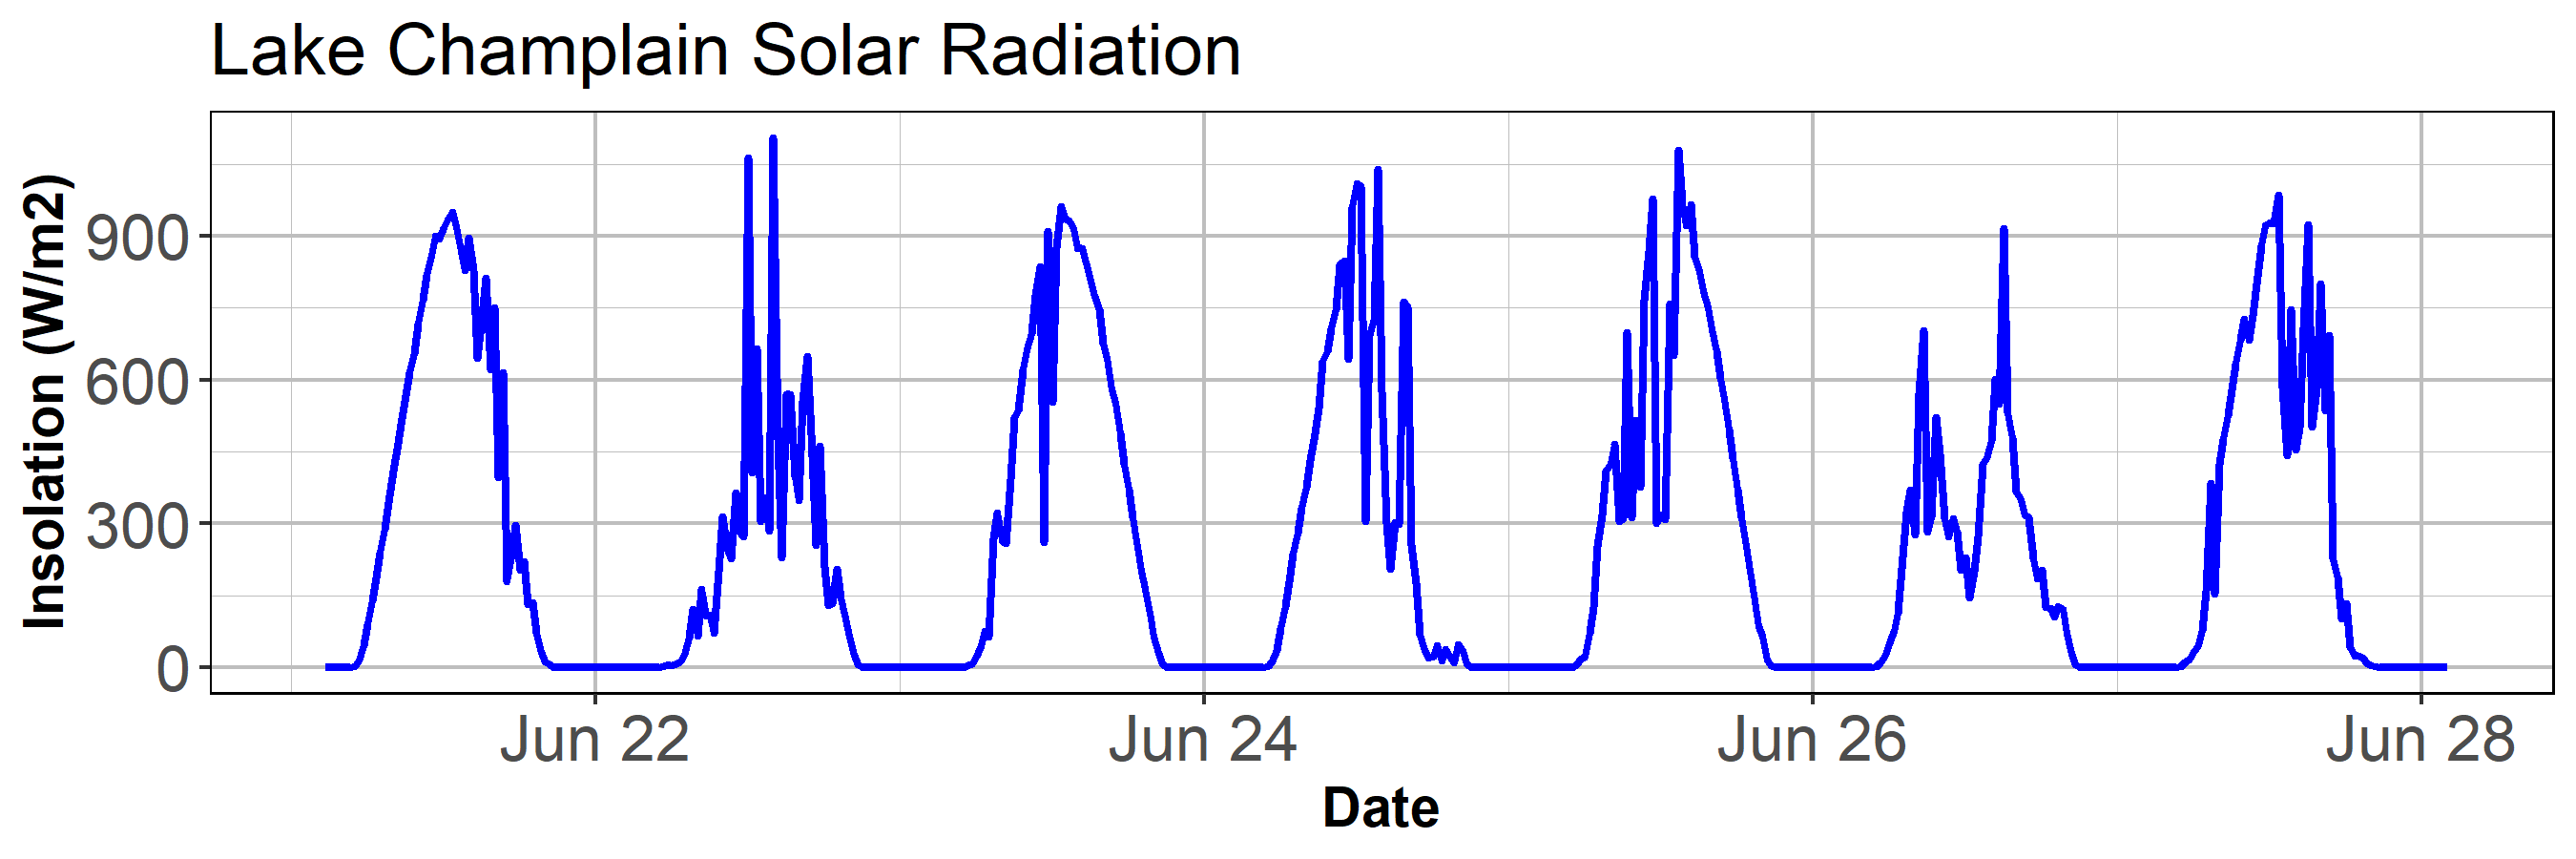 Lake Champlain Solar Radiation
Insolation (W/m2)
900
600
300
0
Jun 22 Jun 24 Jun 26 Jun 28
Date